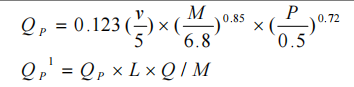 Q_P = 0.123 (v/5) × (M/6.8)^0.85 × (P/0.5)^0.72
Q_P^1 = Q_P × L × Q / M